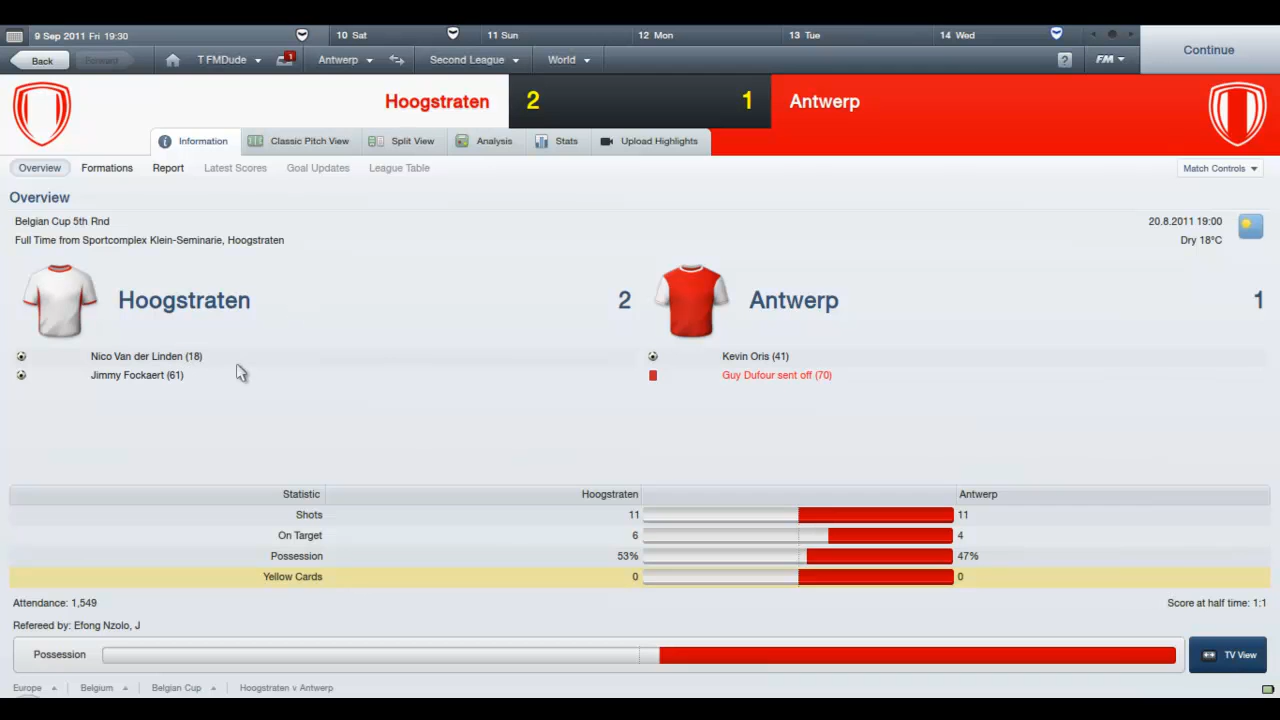 9 Sep 2011 Fri 19:30 10 Sat 11 Sun 12 Mon 13 Tue 14 Wed
Continue
Back Forward T FMDude 1 Antwerp Second League World ? FM
Hoogstraten 2 1 Antwerp
Information Classic Pitch View Split View Analysis Stats Upload Highlights
Overview Formations Report Latest Scores Goal Updates League Table Match Controls
Overview
Belgian Cup 5th Rnd 20.8.2011 19:00
Full Time from Sportcomplex Klein-Seminarie, Hoogstraten Dry 18°C
Hoogstraten 2 Antwerp 1
Nico Van der Linden (18) Kevin Oris (41)
Jimmy Fockaert (61) Guy Dufour sent off (70)
Statistic Hoogstraten Antwerp
Shots 11 11
On Target 6 4
Possession 53% 47%
Yellow Cards 0 0
Attendance: 1,549 Score at half time: 1:1
Refereed by: Efong Nzolo, J
Possession TV View
Europe Belgium Belgian Cup Hoogstraten v Antwerp